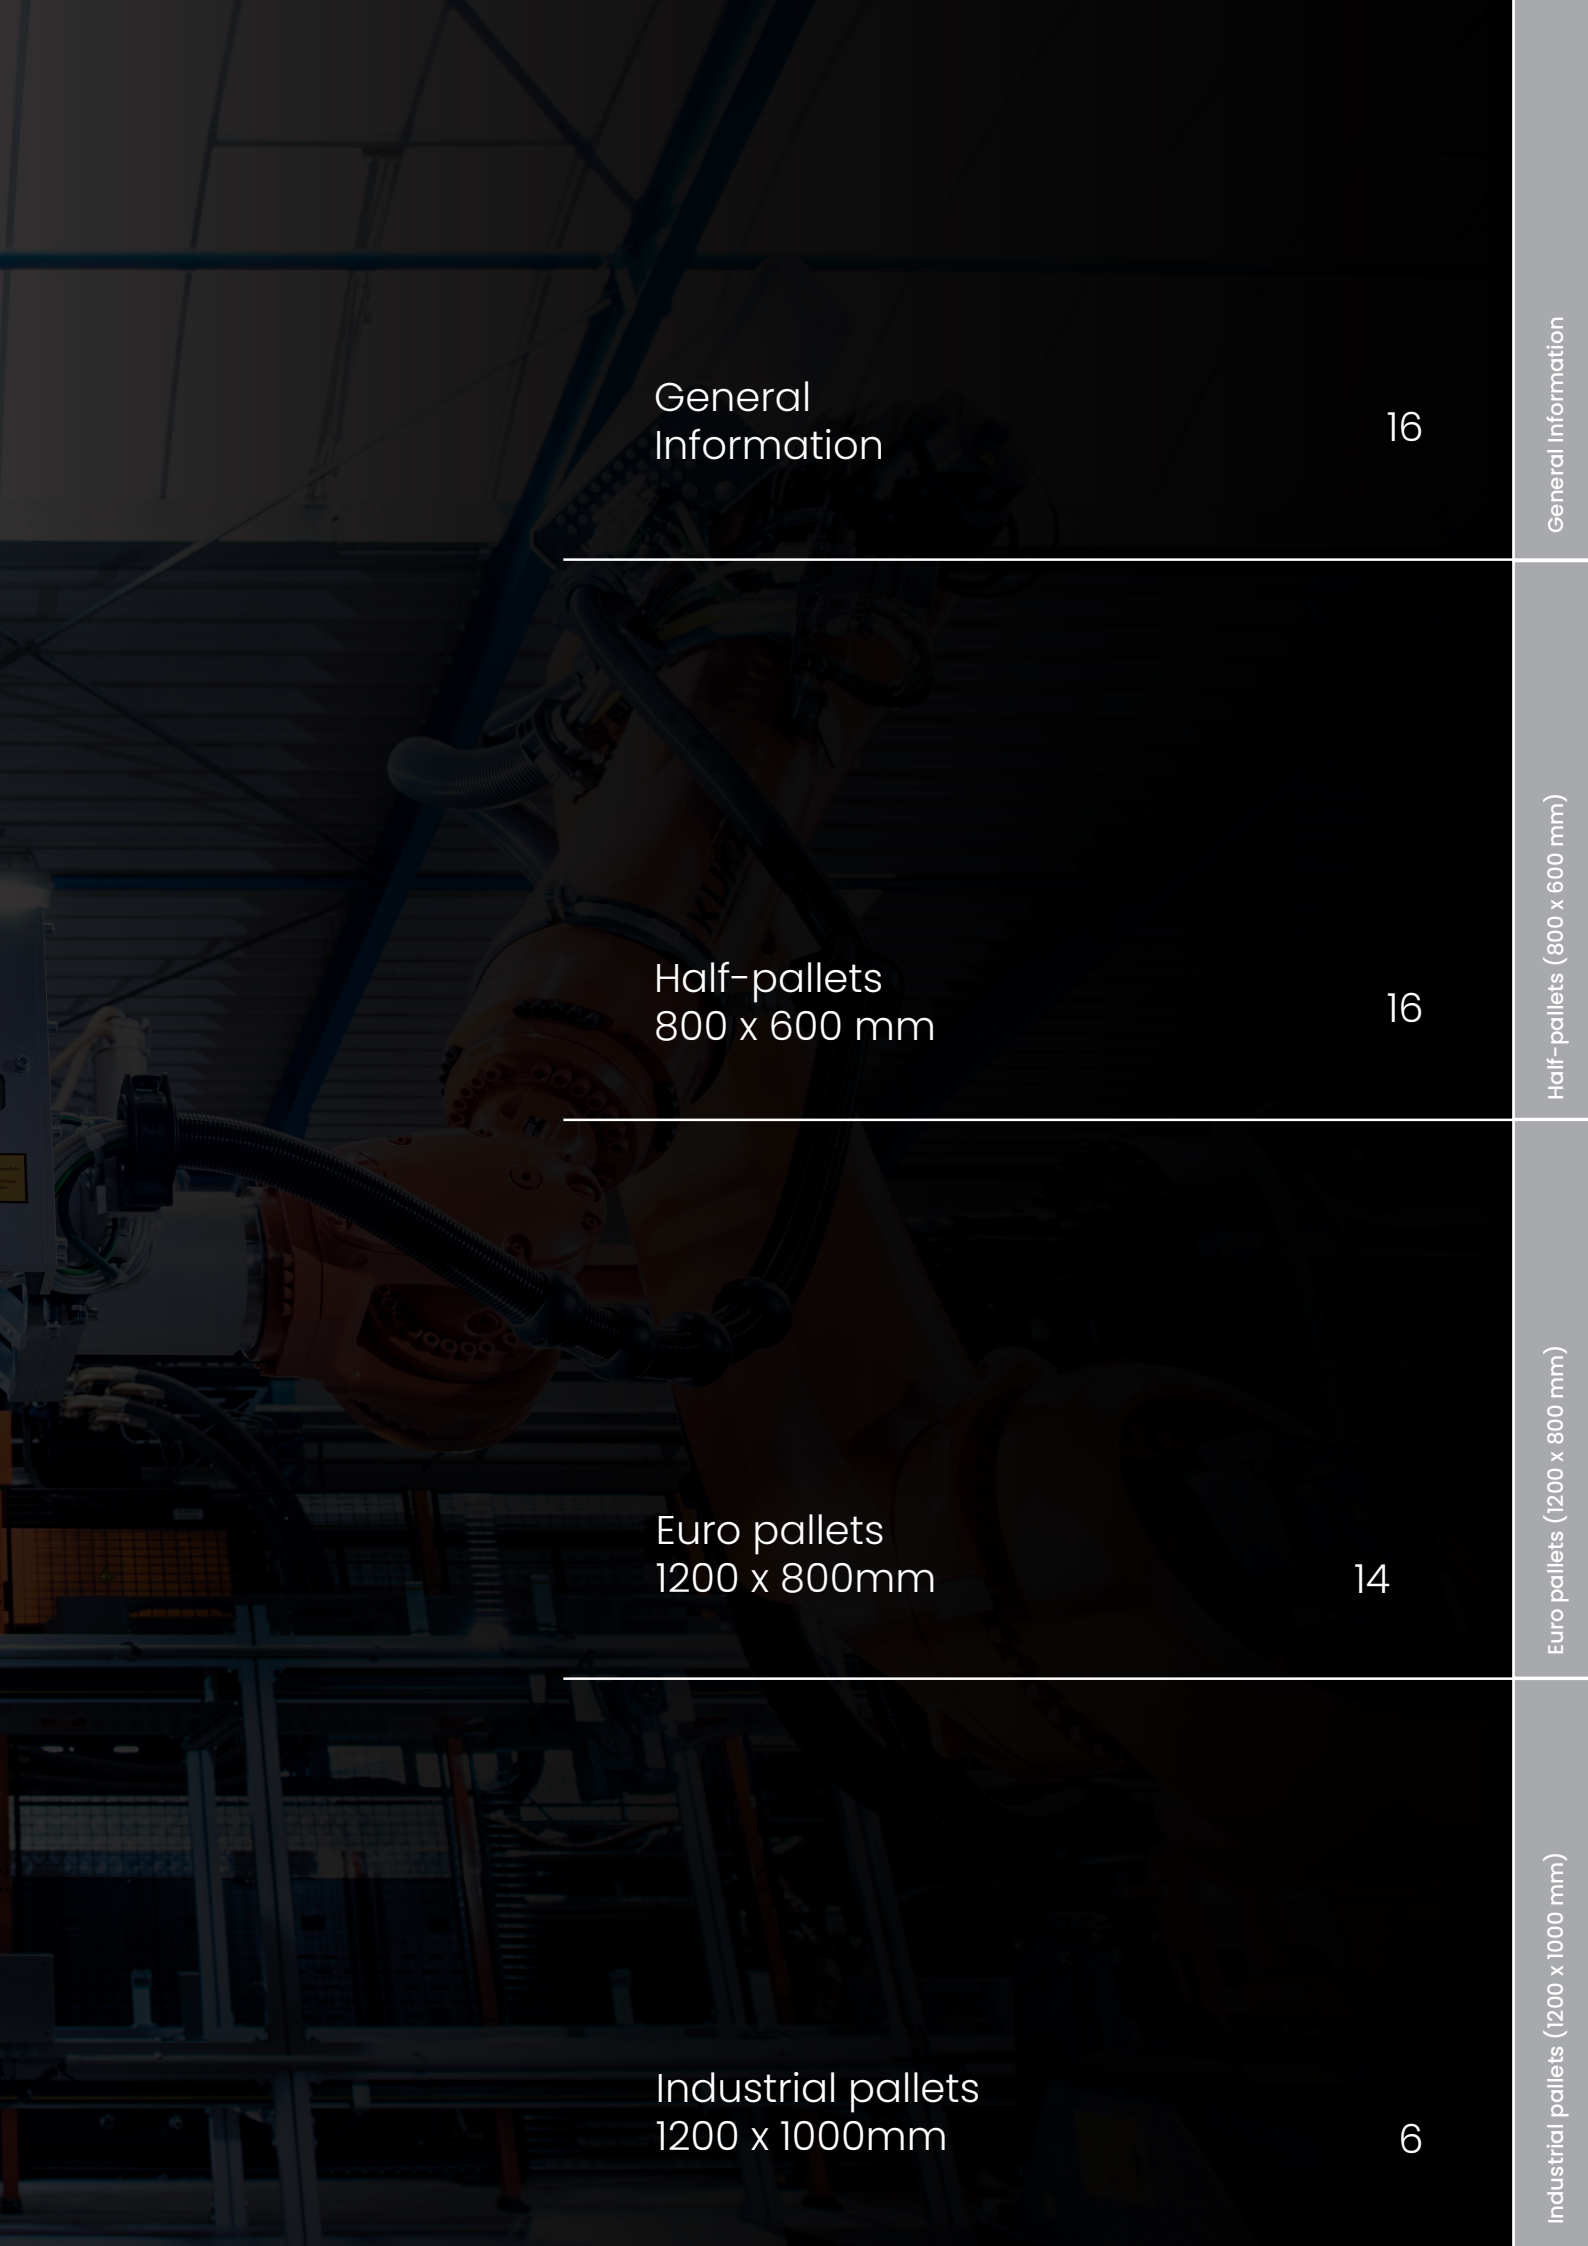 General
Information
16
General Information
Half-pallets
800 x 600 mm
16
Half-pallets (800 x 600 mm)
Euro pallets
1200 x 800mm
14
Euro pallets (1200 x 800 mm)
Industrial pallets
1200 x 1000mm
6
Industrial pallets (1200 x 1000 mm)